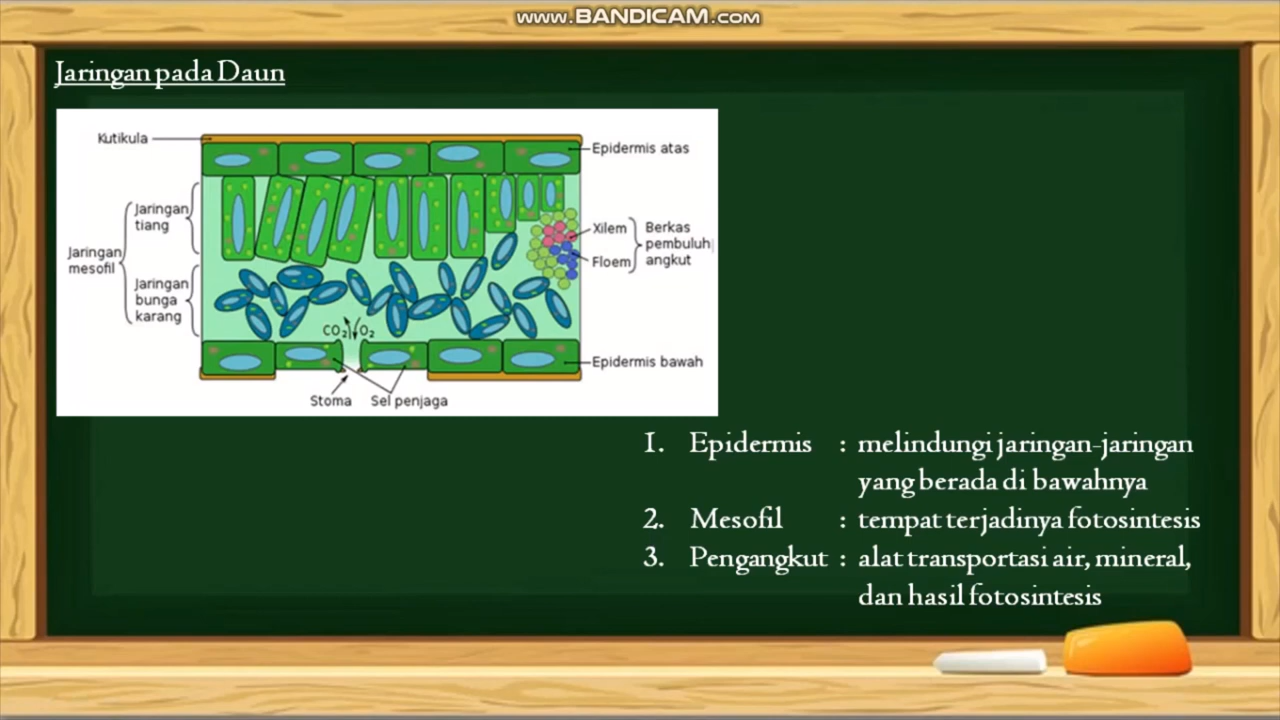 www.BANDICAM.com
Jaringan pada Daun
Kutikula
Epidermis atas
Jaringan
tiang
Jaringan
mesofil
Jaringan
bunga
karang
Xilem
Floem
Berkas
pembuluh
angkut
CO2 O2
Epidermis bawah
Stoma
Sel penjaga
1. Epidermis : melindungi jaringan-jaringan
yang berada di bawahnya
2. Mesofil : tempat terjadinya fotosintesis
3. Pengangkut : alat transportasi air, mineral,
dan hasil fotosintesis